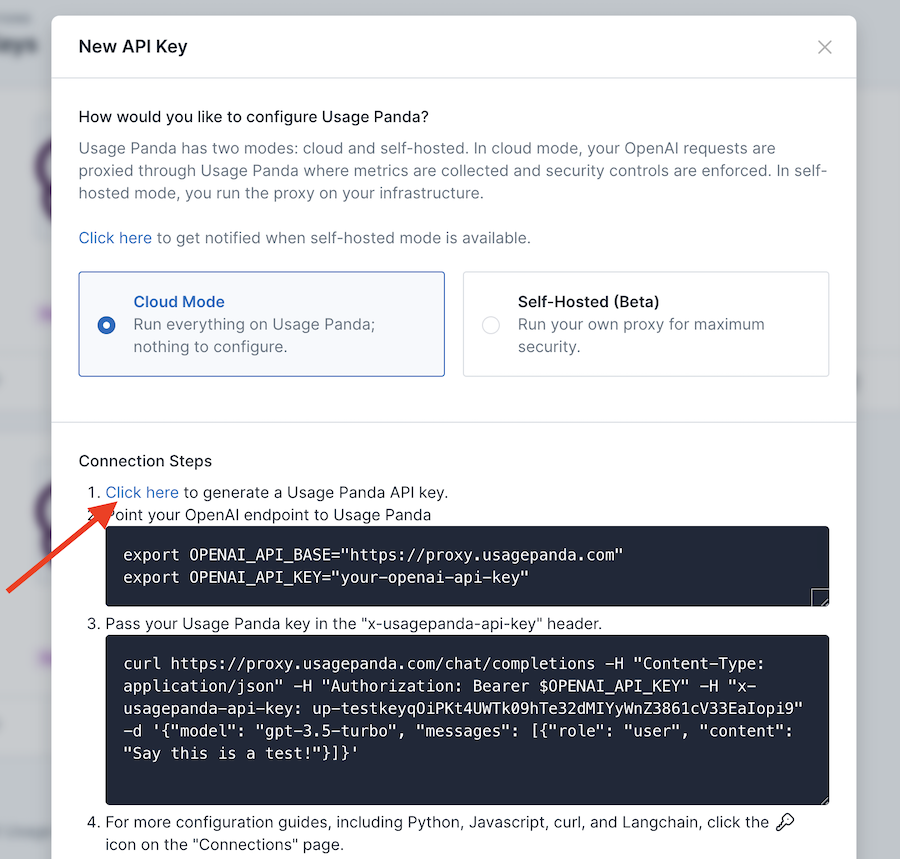 New API Key
How would you like to configure Usage Panda?
Usage Panda has two modes: cloud and self-hosted. In cloud mode, your OpenAI requests are
proxied through Usage Panda where metrics are collected and security controls are enforced. In self-
hosted mode, you run the proxy on your infrastructure.
Click here to get notified when self-hosted mode is available.
Cloud Mode
Run everything on Usage Panda;
nothing to configure.
Self-Hosted (Beta)
Run your own proxy for maximum
security.
Connection Steps
1. Click here to generate a Usage Panda API key.
2. Point your OpenAI endpoint to Usage Panda
export OPENAI_API_BASE="https://proxy.usagepanda.com"
export OPENAI_API_KEY="your-openai-api-key"
3. Pass your Usage Panda key in the "x-usagepanda-api-key" header.
curl https://proxy.usagepanda.com/chat/completions -H "Content-Type:
application/json" -H "Authorization: Bearer $OPENAI_API_KEY" -H "x-
usagepanda-api-key: up-testkeyqOiPKt4UWTk09hTe32dMIYyWnZ3861cV33EaIopi9"
-d '{"model": "gpt-3.5-turbo", "messages": [{"role": "user", "content":
"Say this is a test!"}]}'
4. For more configuration guides, including Python, Javascript, curl, and Langchain, click the
icon on the "Connections" page.